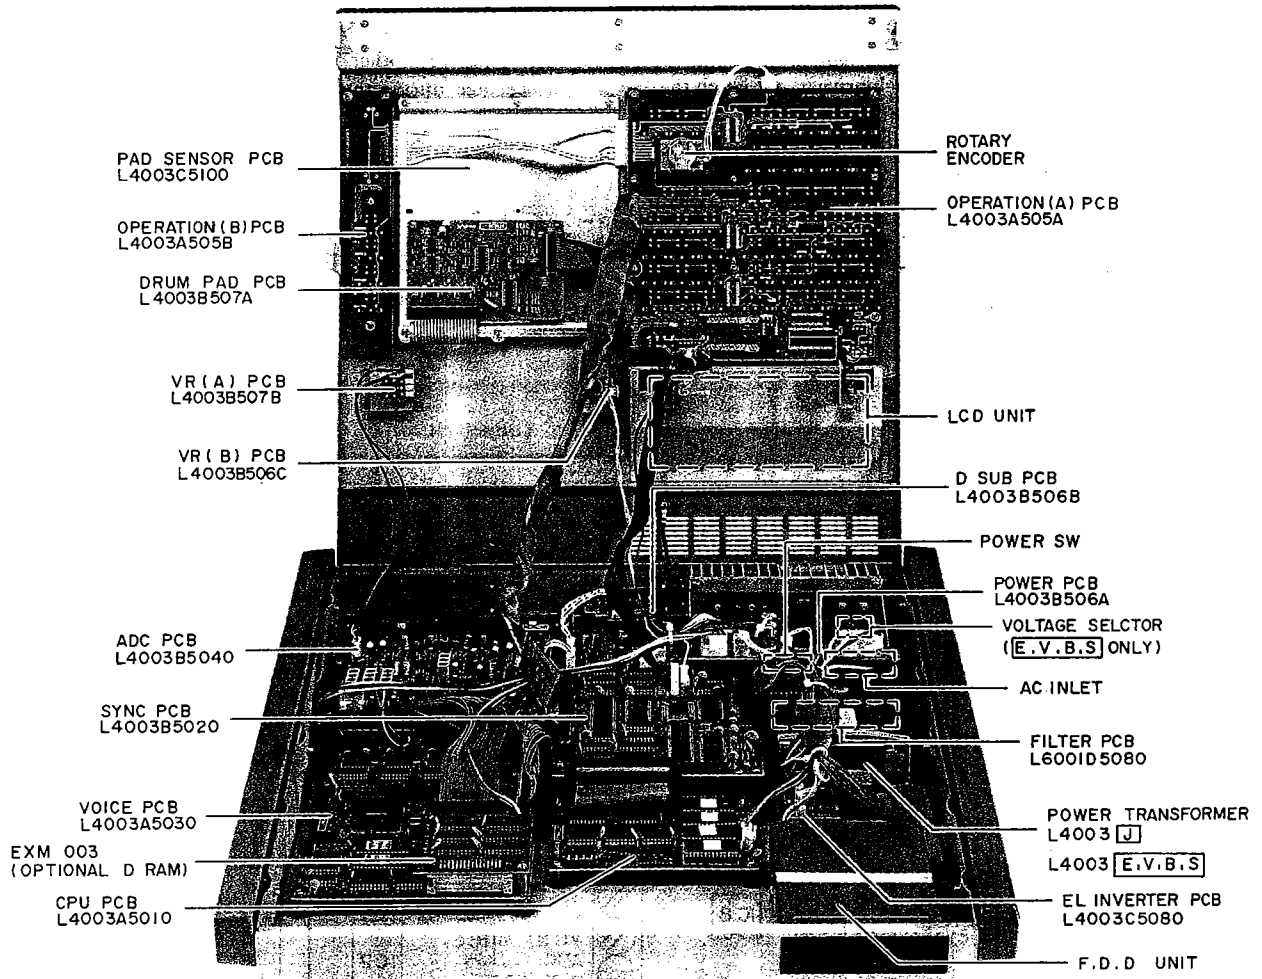 PAD SENSOR PCB
L4003C5100
OPERATION(B)PCB
L4003A505B
DRUM PAD PCB
L4003B507A
VR(A) PCB
L4003B507B
VR(B) PCB
L4003B506C
ADC PCB
L4003B5040
SYNC PCB
L4003B5020
VOICE PCB
L4003A5030
EXM 003
(OPTIONAL D RAM)
CPU PCB
L4003A5010
ROTARY
ENCODER
OPERATION(A) PCB
L4003A505A
LCD UNIT
D SUB PCB
L4003B506B
POWER SW
POWER PCB
L4003B506A
VOLTAGE SELCTOR
(E.V.B.S ONLY)
AC INLET
FILTER PCB
L6001D5080
POWER TRANSFORMER
L4003 J
L4003 E.V.B.S
EL INVERTER PCB
L4003C5080
F.D.D UNIT